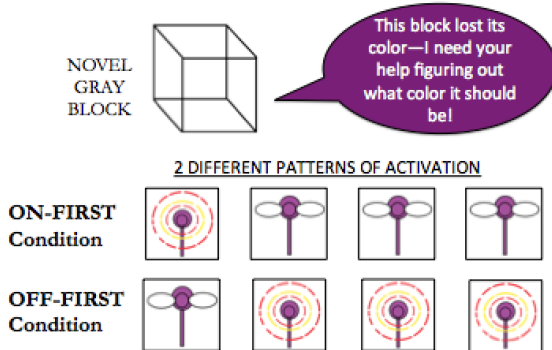 This block lost its
color—I need your
help figuring out
what color it should
be!
NOVEL
GRAY
BLOCK
2 DIFFERENT PATTERNS OF ACTIVATION
ON-FIRST
Condition
OFF-FIRST
Condition